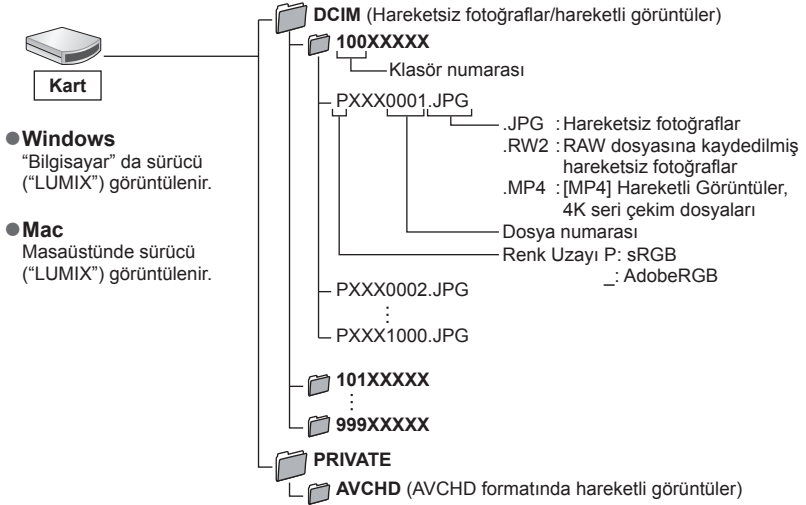 DCIM (Hareketsiz fotoğraflar/hareketli görüntüler)
100XXXXX
Klasör numarası
Kart
PXXX0001.JPG
.JPG : Hareketsiz fotoğraflar
.RW2 : RAW dosyasına kaydedilmiş
hareketsiz fotoğraflar
.MP4 : [MP4] Hareketli Görüntüler,
4K seri çekim dosyaları
Dosya numarası
Renk Uzayı P: sRGB
_: AdobeRGB
●Windows
“Bilgisayar” da sürücü
(“LUMIX”) görüntülenir.
●Mac
Masaüstünde sürücü
(“LUMIX”) görüntülenir.
PXXX0002.JPG
PXXX1000.JPG
101XXXXX
999XXXXX
PRIVATE
AVCHD (AVCHD formatında hareketli görüntüler)